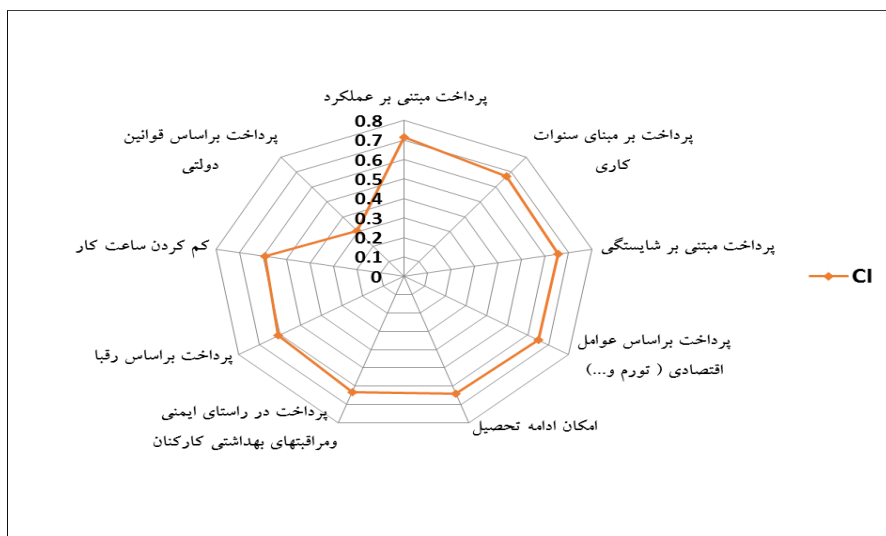 پرداخت مبتنی بر عملکرد
پرداخت بر مبنای سنوات
کاری
پرداخت مبتنی بر شایستگی
پرداخت براساس عوامل
اقتصادی ( تورم و...)
امکان ادامه تحصیل
پرداخت در راستای ایمنی
ومراقبتهای بهداشتی کارکنان
پرداخت براساس رقبا
کم کردن ساعت کار
پرداخت براساس قوانین
دولتی
0.8
0.7
0.6
0.5
0.4
0.3
0.2
0.1
0
CI